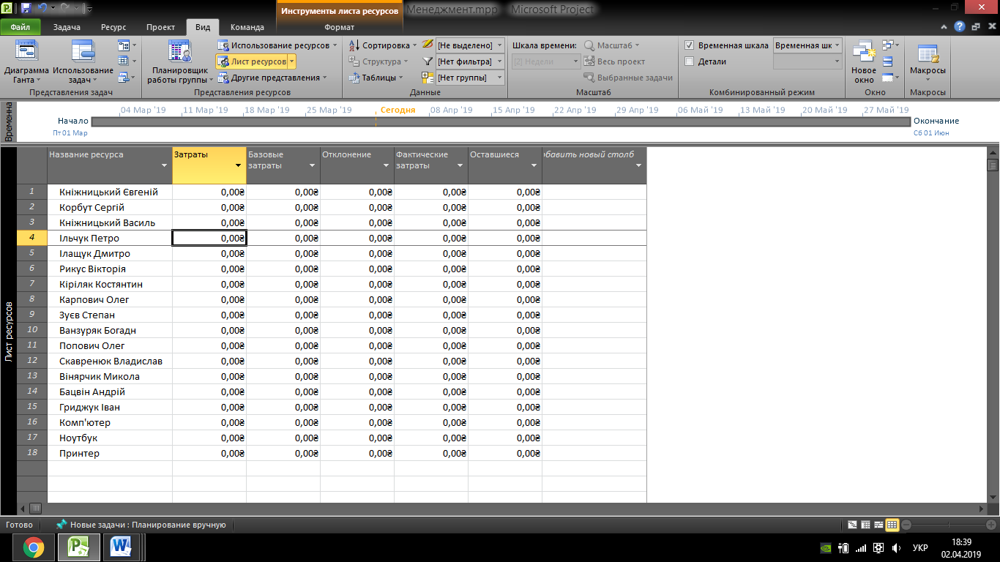 Инструменты листа ресурсов
Менеджмент.mpp - Microsoft Project
Файл Задача Ресурс Проект Вид Команда Формат
Диаграмма Ганта
Использование задач
Представления задач
Планировщик работы группы
Использование ресурсов
Лист ресурсов
Другие представления
Представления ресурсов
Сортировка
Структура
Таблицы
[Не выделено]
[Нет фильтра]
[Нет группы]
Данные
Шкала времени:
[2] Недели
Масштаб
Весь проект
Выбранные задачи
Масштаб
Временная шкала
Временная шк
Детали
Комбинированный режим
Новое окно
Окно
Макросы
Макросы
Временна
04 Мар '19 11 Мар '19 18 Мар '19 25 Мар '19 Сегодня 08 Апр '19 15 Апр '19 22 Апр '19 29 Апр '19 06 Май '19 13 Май '19 20 Май '19 27 Май '19
Начало
Пт 01 Мар
Окончание
Сб 01 Июн
Лист ресурсов
Название ресурса Затраты Базовые затраты Отклонение Фактические затраты Оставшиеся обавить новый столб
1 Кніжницький Євгеній 0,00₴ 0,00₴ 0,00₴ 0,00₴ 0,00₴
2 Корбут Сергій 0,00₴ 0,00₴ 0,00₴ 0,00₴ 0,00₴
3 Кніжницький Василь 0,00₴ 0,00₴ 0,00₴ 0,00₴ 0,00₴
4 Ільчук Петро 0,00₴ 0,00₴ 0,00₴ 0,00₴ 0,00₴
5 Ілащук Дмитро 0,00₴ 0,00₴ 0,00₴ 0,00₴ 0,00₴
6 Рикус Вікторія 0,00₴ 0,00₴ 0,00₴ 0,00₴ 0,00₴
7 Кіріляк Костянтин 0,00₴ 0,00₴ 0,00₴ 0,00₴ 0,00₴
8 Карпович Олег 0,00₴ 0,00₴ 0,00₴ 0,00₴ 0,00₴
9 Зуєв Степан 0,00₴ 0,00₴ 0,00₴ 0,00₴ 0,00₴
10 Ванзуряк Богадн 0,00₴ 0,00₴ 0,00₴ 0,00₴ 0,00₴
11 Попович Олег 0,00₴ 0,00₴ 0,00₴ 0,00₴ 0,00₴
12 Скавренюк Владислав 0,00₴ 0,00₴ 0,00₴ 0,00₴ 0,00₴
13 Вінярчик Микола 0,00₴ 0,00₴ 0,00₴ 0,00₴ 0,00₴
14 Бацвін Андрій 0,00₴ 0,00₴ 0,00₴ 0,00₴ 0,00₴
15 Гриджук Іван 0,00₴ 0,00₴ 0,00₴ 0,00₴ 0,00₴
16 Комп'ютер 0,00₴ 0,00₴ 0,00₴ 0,00₴ 0,00₴
17 Ноутбук 0,00₴ 0,00₴ 0,00₴ 0,00₴ 0,00₴
18 Принтер 0,00₴ 0,00₴ 0,00₴ 0,00₴ 0,00₴
Готово Новые задачи : Планирование вручную
УКР
18:39
02.04.2019